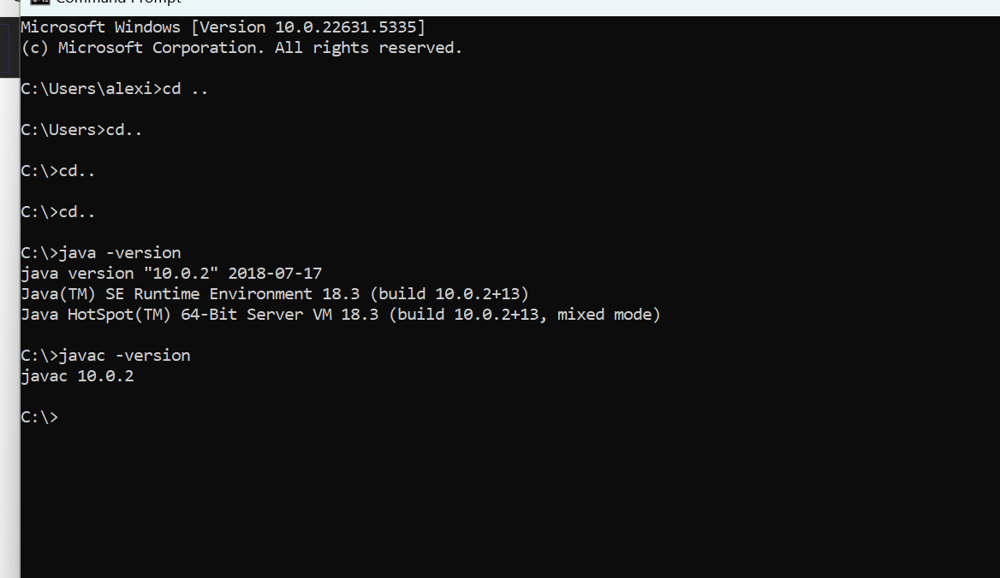 Command Prompt
Microsoft Windows [Version 10.0.22631.5335]
(c) Microsoft Corporation. All rights reserved.
C:\Users\alexi>cd ..
C:\Users>cd..
C:\>cd..
C:\>cd..
C:\>java -version
java version "10.0.2" 2018-07-17
Java(TM) SE Runtime Environment 18.3 (build 10.0.2+13)
Java HotSpot(TM) 64-Bit Server VM 18.3 (build 10.0.2+13, mixed mode)
C:\>javac -version
javac 10.0.2
C:\>